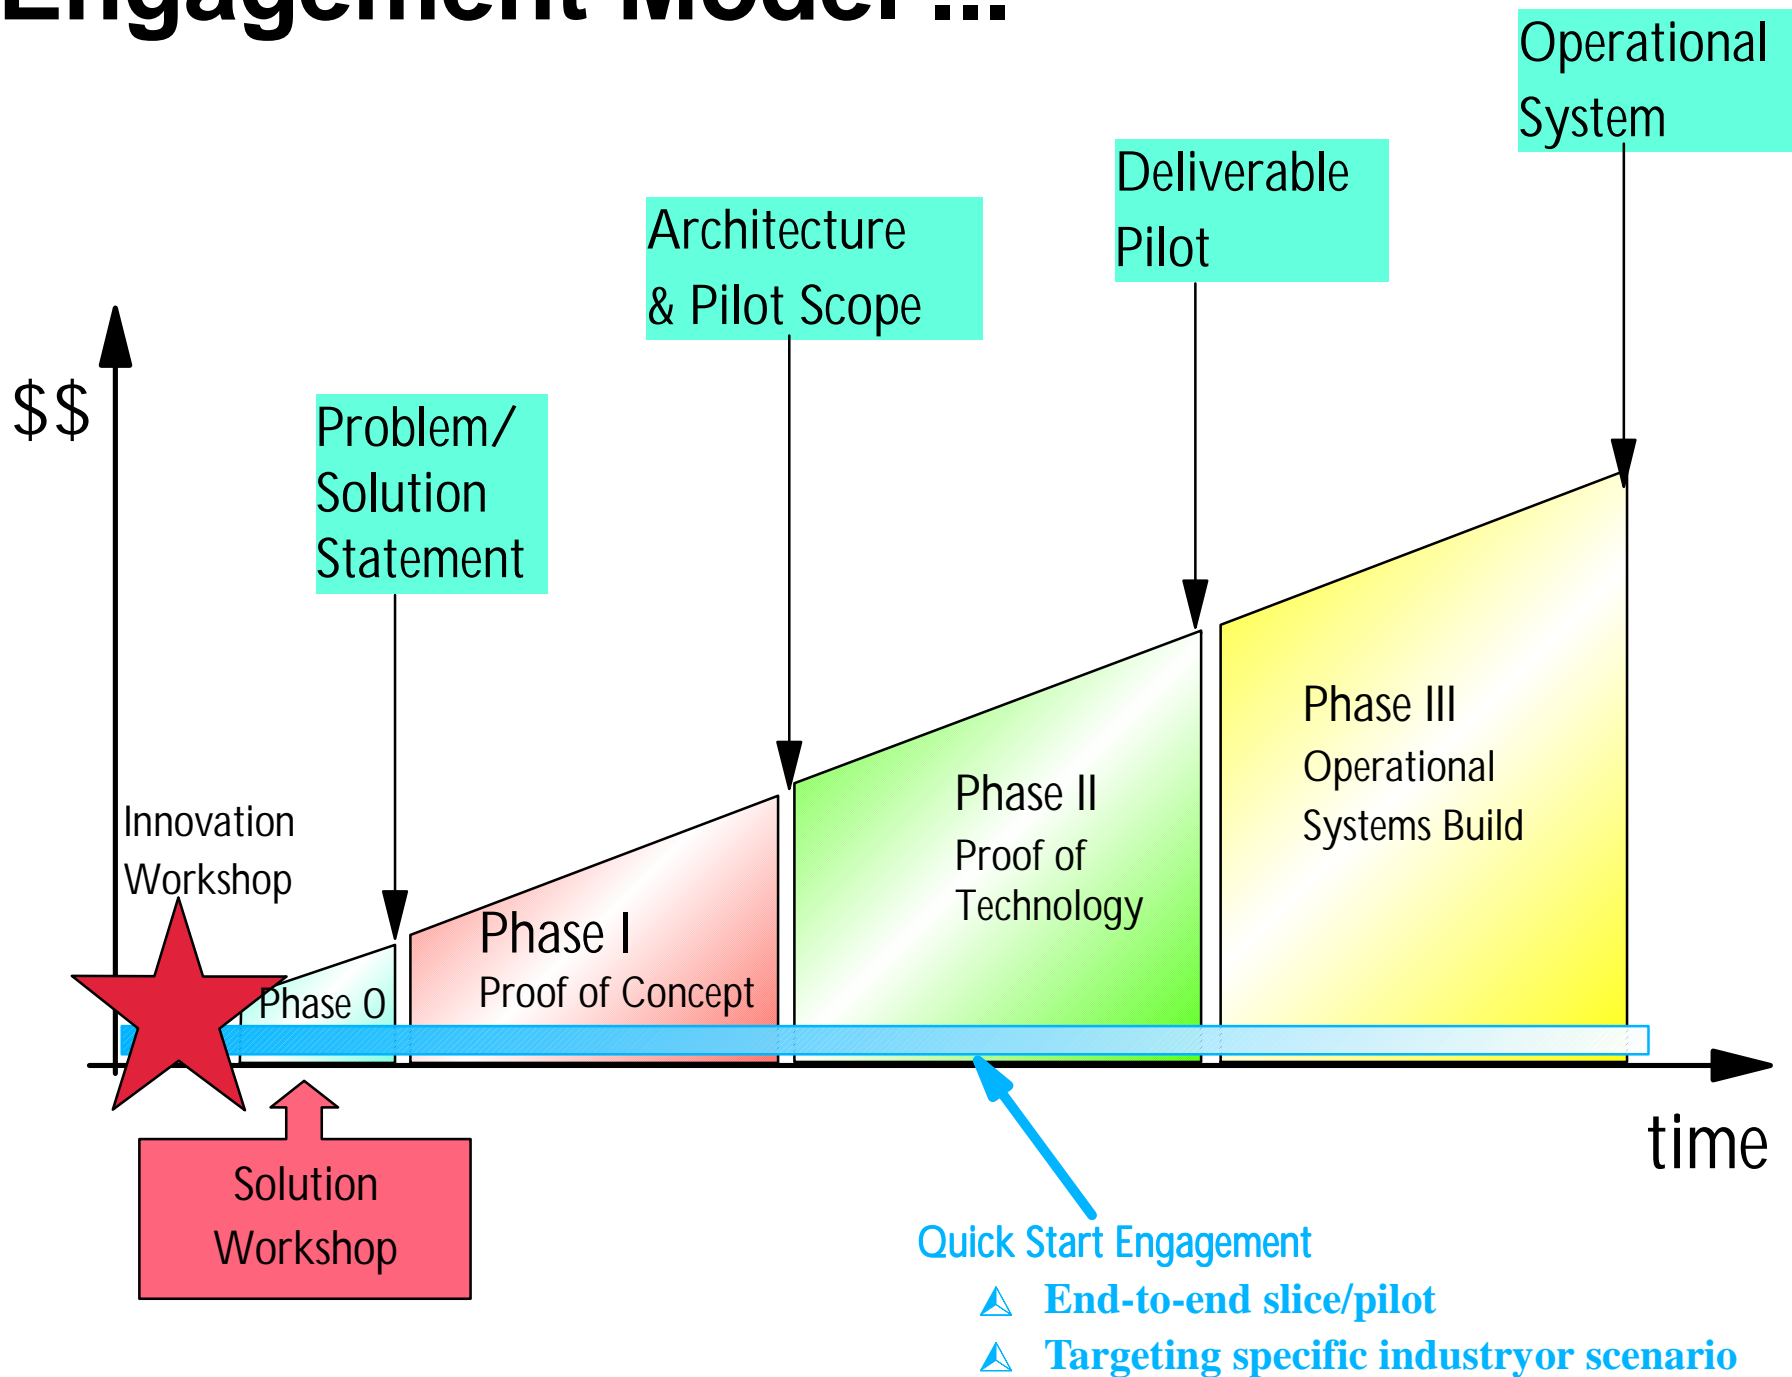 Engagement Model ...
Operational
System
Deliverable
Pilot
Architecture
& Pilot Scope
$$
Problem/
Solution
Statement
Innovation
Workshop
Phase 0
Phase I
Proof of Concept
Phase II
Proof of
Technology
Phase III
Operational
Systems Build
time
Solution
Workshop
Quick Start Engagement
End-to-end slice/pilot
Targeting specific industryor scenario